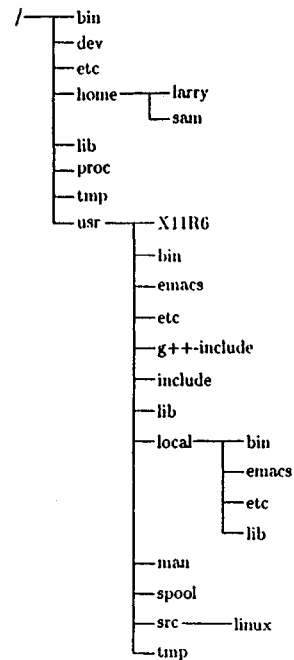 / bin
dev
etc
home larry
sam
lib
proc
tmp
usr X11R6
bin
emacs
etc
g++-include
include
lib
local bin
emacs
etc
lib
man
spool
src linux
tmp